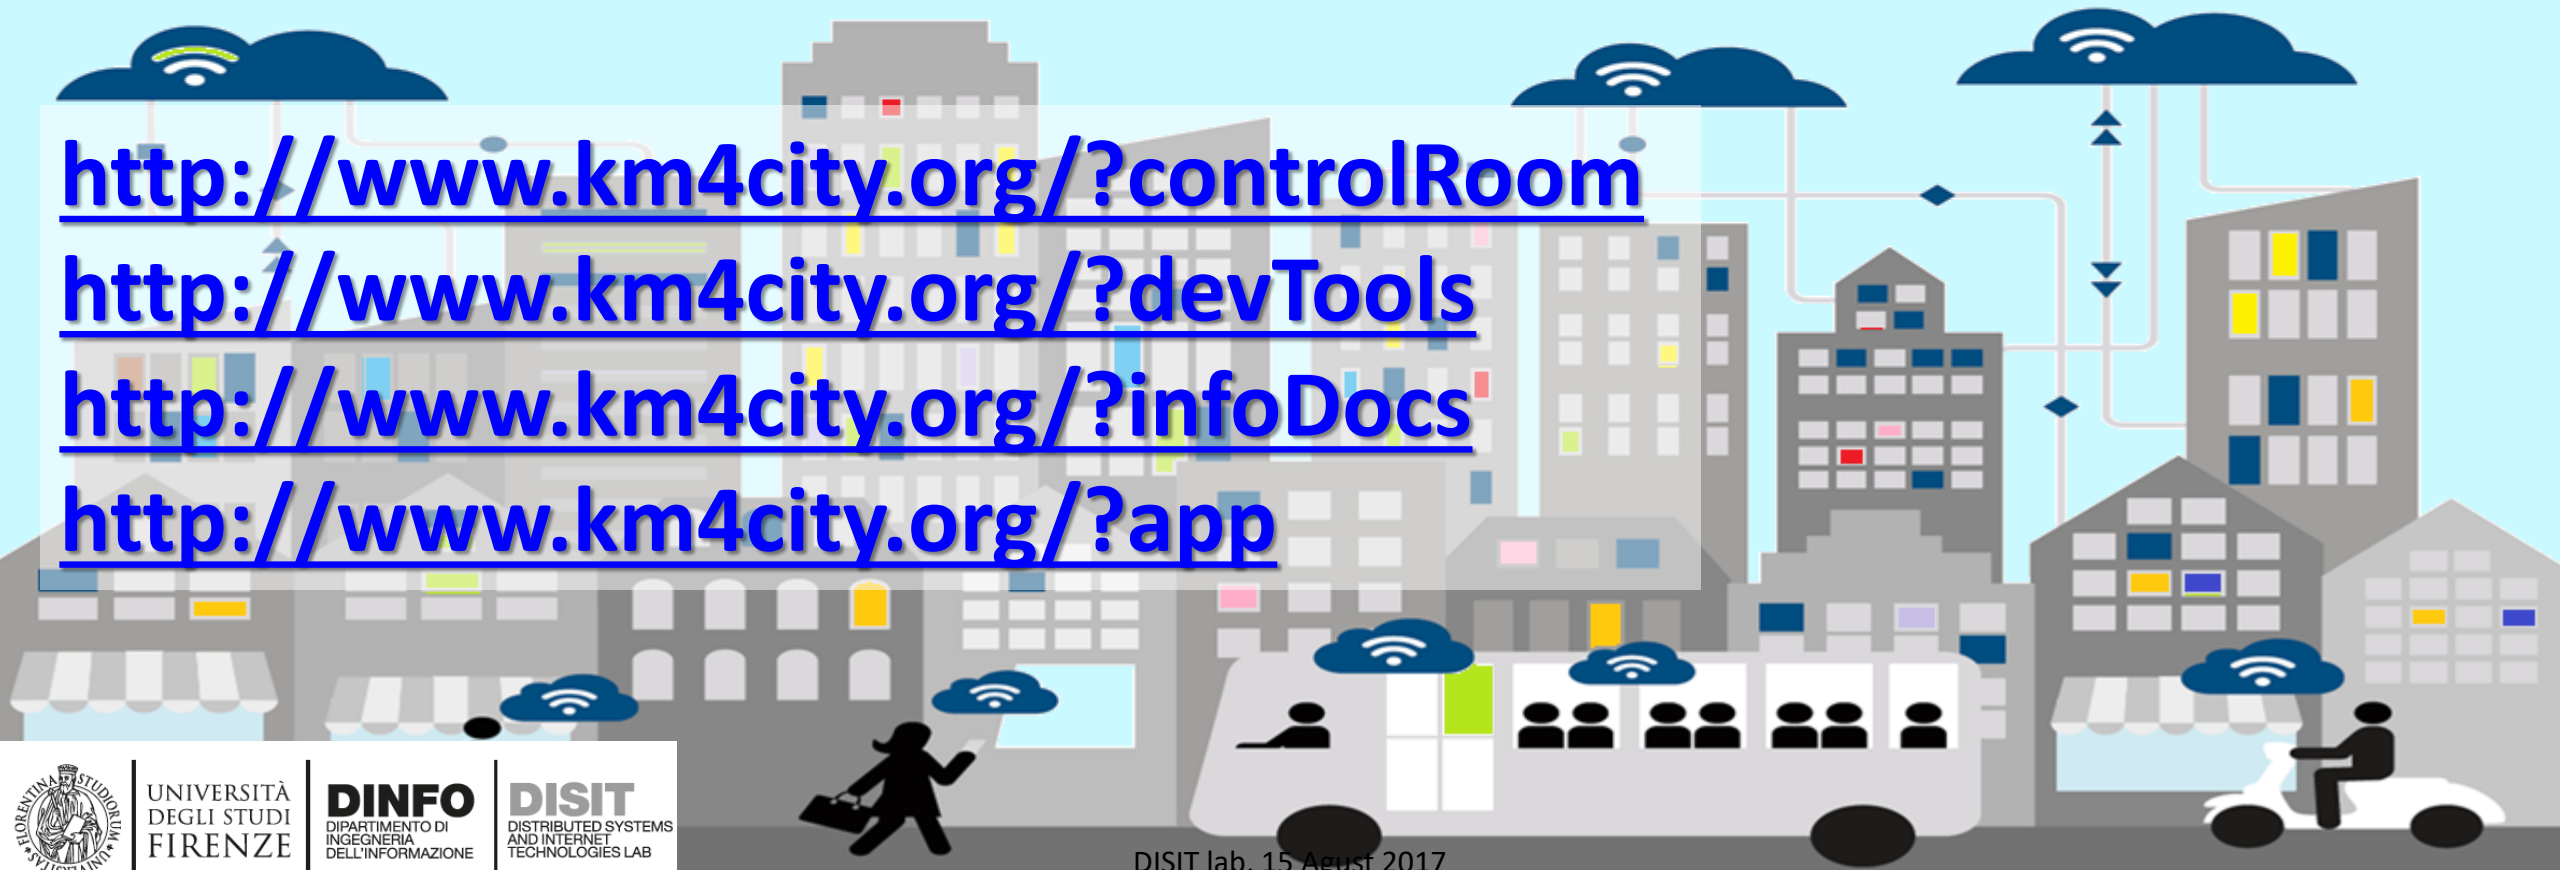 http://www.km4city.org/?controlRoom
http://www.km4city.org/?devTools
http://www.km4city.org/?infoDocs
http://www.km4city.org/?app
UNIVERSITÀ
DEGLI STUDI
FIRENZE
DINFO
DIPARTIMENTO DI
INGEGNERIA
DELL'INFORMAZIONE
DISIT
DISTRIBUTED SYSTEMS
AND INTERNET
TECHNOLOGIES LAB
DISIT lab, 15 Agust 2017